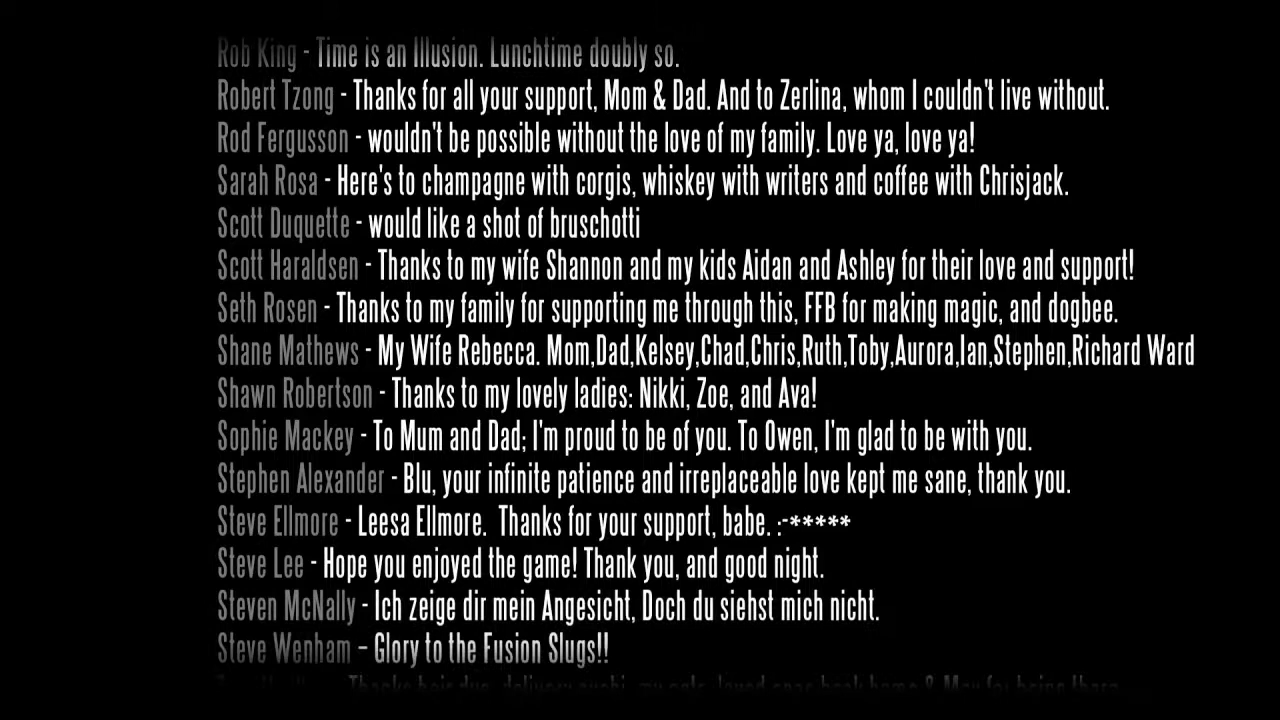 Rob King - Time is an Illusion. Lunchtime doubly so.
Robert Tzong - Thanks for all your support, Mom & Dad. And to Zerlina, whom I couldn't live without.
Rod Fergusson - wouldn't be possible without the love of my family. Love ya, love ya!
Sarah Rosa - Here's to champagne with corgis, whiskey with writers and coffee with Chrisjack.
Scott Duquette - would like a shot of bruschotti
Scott Haraldsen - Thanks to my wife Shannon and my kids Aidan and Ashley for their love and support!
Seth Rosen - Thanks to my family for supporting me through this, FFB for making magic, and dogbee.
Shane Mathews - My Wife Rebecca. Mom,Dad,Kelsey,Chad,Chris,Ruth,Toby,Aurora,Ian,Stephen,Richard Ward
Shawn Robertson - Thanks to my lovely ladies: Nikki, Zoe, and Ava!
Sophie Mackey - To Mum and Dad; I'm proud to be of you. To Owen, I'm glad to be with you.
Stephen Alexander - Blu, your infinite patience and irreplaceable love kept me sane, thank you.
Steve Ellmore - Leesa Ellmore.  Thanks for your support, babe. :-*****
Steve Lee - Hope you enjoyed the game! Thank you, and good night.
Steven McNally - Ich zeige dir mein Angesicht, Doch du siehst mich nicht.
Steve Wenham – Glory to the Fusion Slugs!!